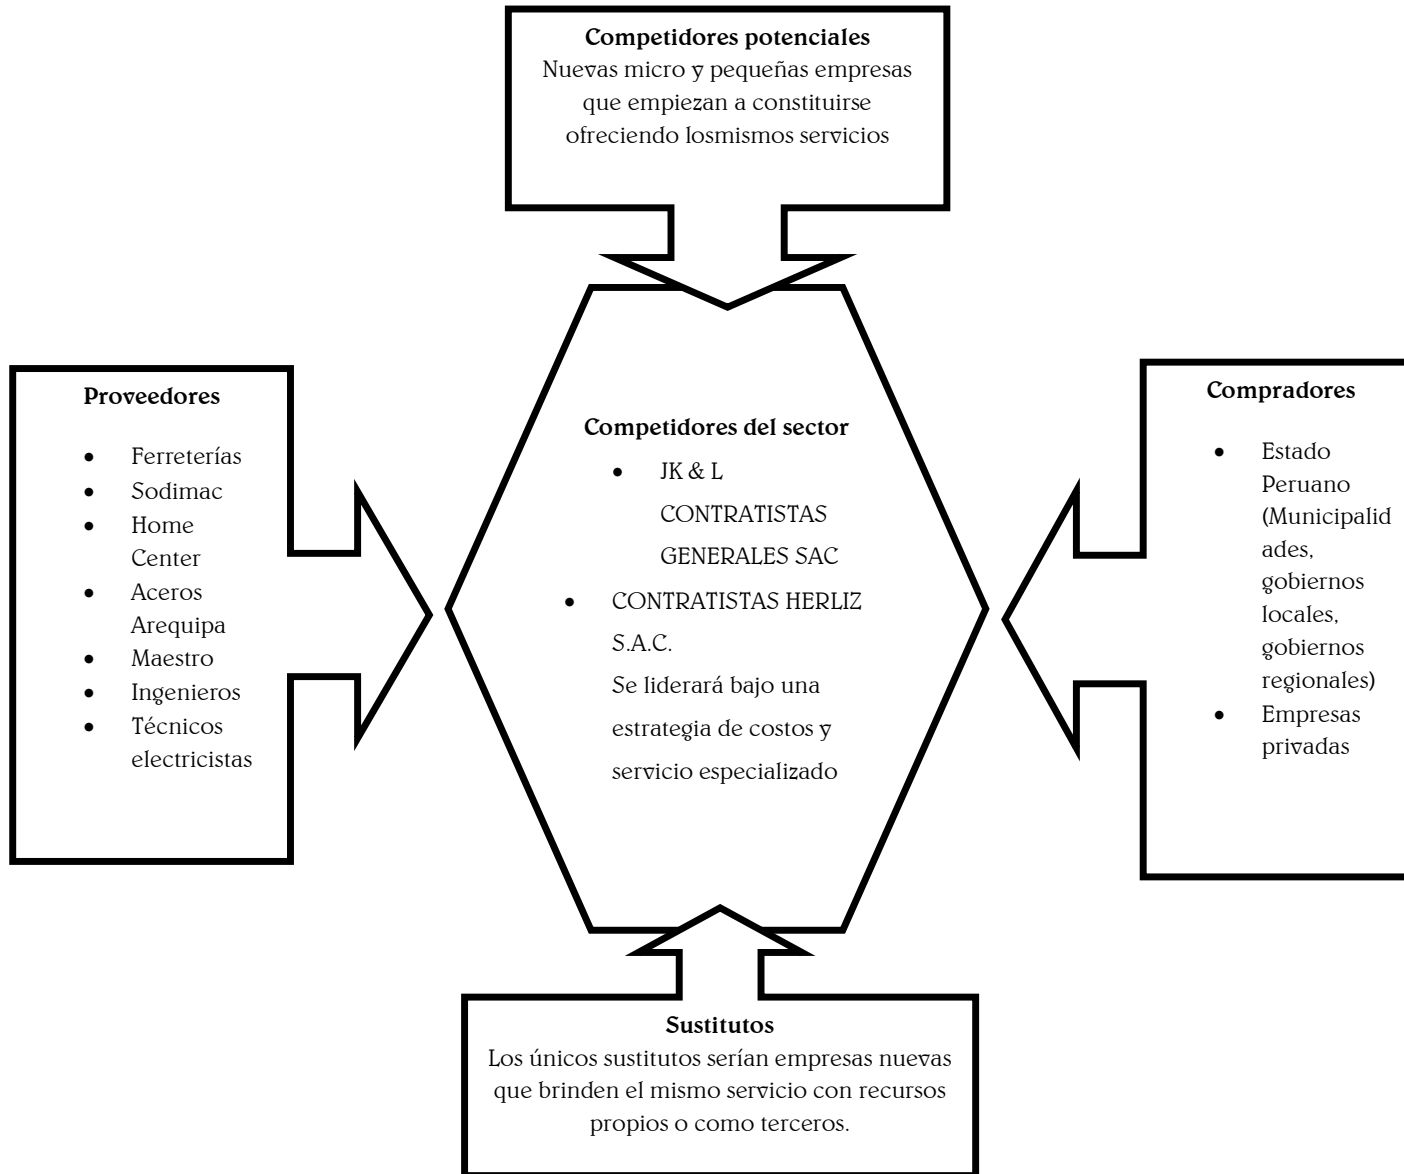 Competidores potenciales
Nuevas micro y pequeñas empresas
que empiezan a constituirse
ofreciendo losmismos servicios
Proveedores
• Ferreterías
• Sodimac
• Home
Center
• Aceros
Arequipa
• Maestro
• Ingenieros
• Técnicos
electricistas
Competidores del sector
• JK & L
CONTRATISTAS
GENERALES SAC
• CONTRATISTAS HERLIZ
S.A.C.
Se liderará bajo una
estrategia de costos y
servicio especializado
Compradores
• Estado
Peruano
(Municipalid
ades,
gobiernos
locales,
gobiernos
regionales)
• Empresas
privadas
Sustitutos
Los únicos sustitutos serían empresas nuevas
que brinden el mismo servicio con recursos
propios o como terceros.